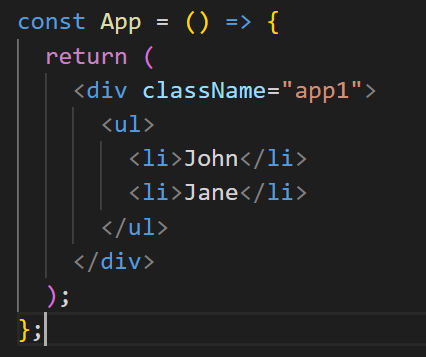 const App = () => {
  return (
    <div className="app1">
      <ul>
        <li>John</li>
        <li>Jane</li>
      </ul>
    </div>
  );
};